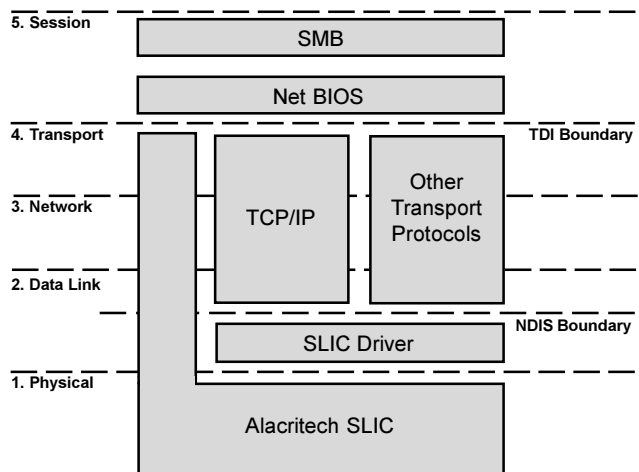 5. Session
SMB
Net BIOS
4. Transport
TDI Boundary
Other
Transport
Protocols
TCP/IP
3. Network
2. Data Link
NDIS Boundary
SLIC Driver
1. Physical
Alacritech SLIC